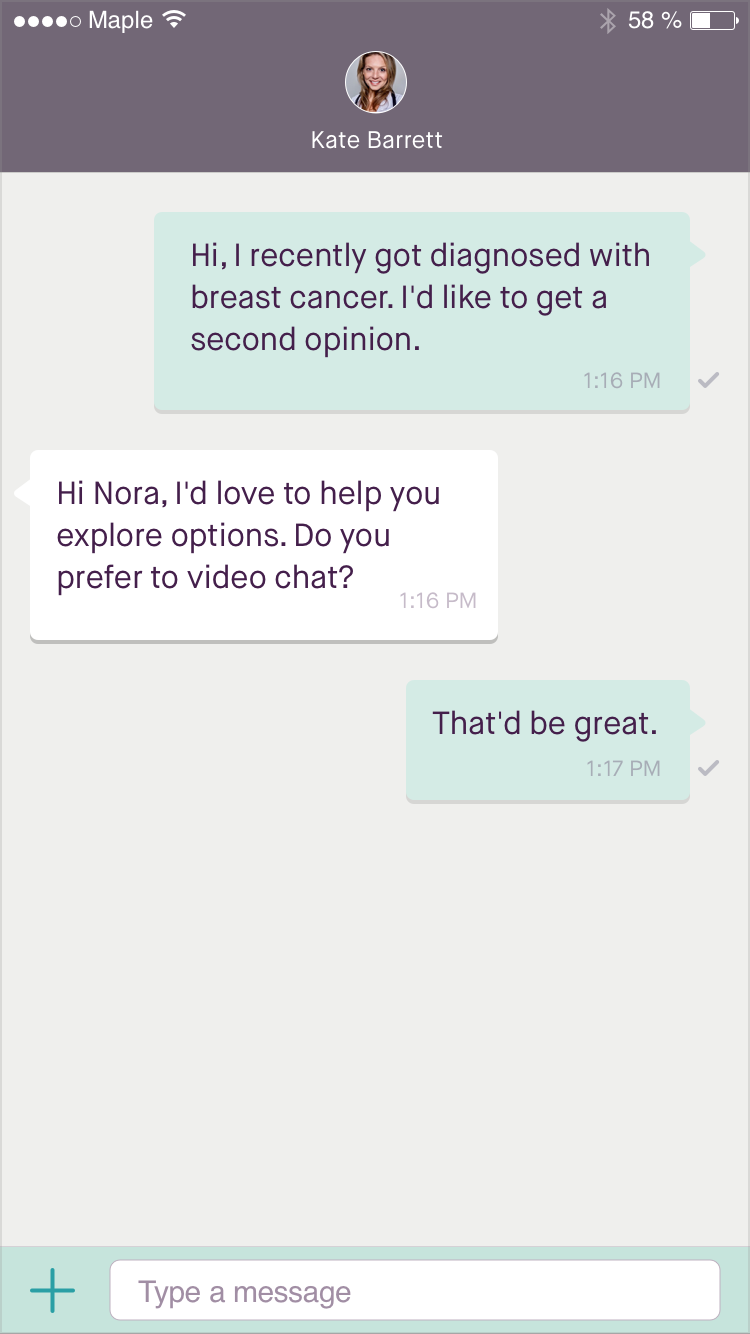 Maple 58 %
Kate Barrett
Hi, I recently got diagnosed with
breast cancer. I'd like to get a
second opinion.
1:16 PM
Hi Nora, I'd love to help you
explore options. Do you
prefer to video chat?
1:16 PM
That'd be great.
1:17 PM
Type a message